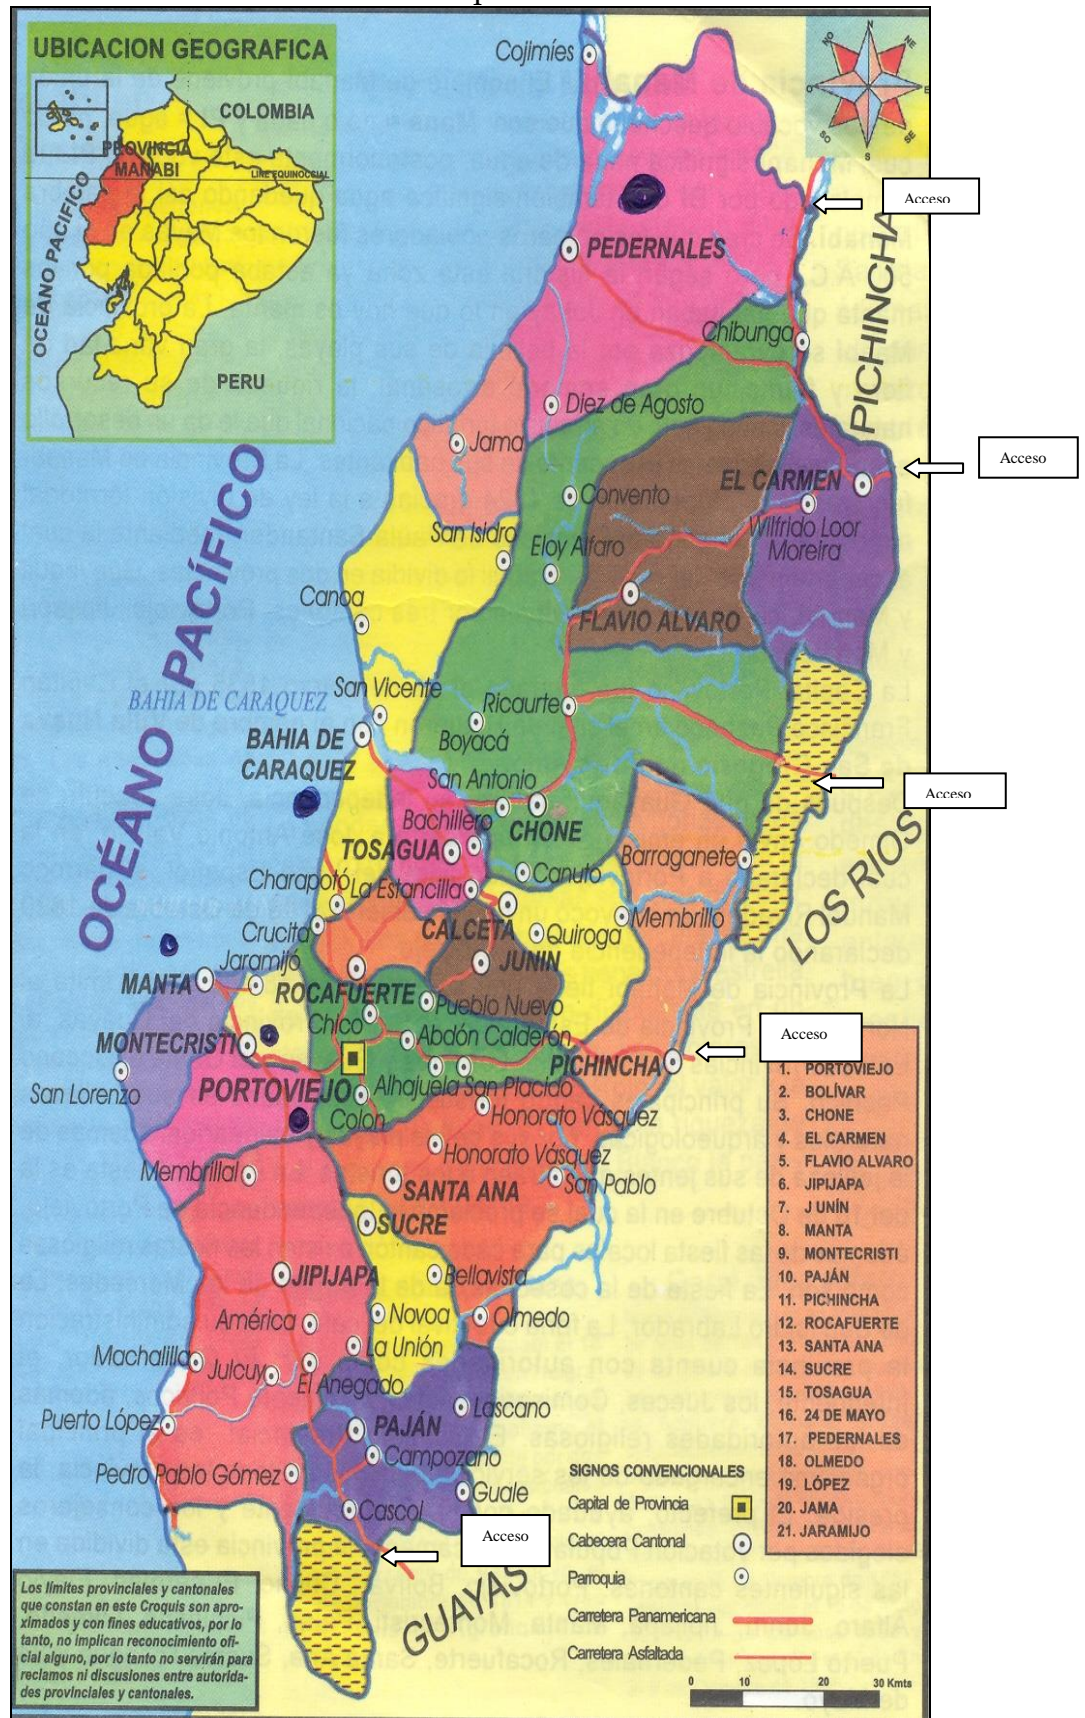 UBICACION GEOGRAFICA
COLOMBIA
PROVINCIA
MANABI
LINE EQUINOCCIAL
OCEANO PACIFICO
PERU
N
NE
E
SE
S
SO
O
NO
Cojimíes
Acceso
PEDERNALES
PICHINCHA
Chibunga
Diez de Agosto
Jama
Acceso
EL CARMEN
Convento
Wilfrido Loor
Moreira
San Isidro
Eloy Alfaro
Canoa
FLAVIO ALVARO
OCÉANO PACÍFICO
San Vicente
BAHIA DE CARAQUEZ
Ricaurte
Boyacá
BAHIA DE
CARAQUEZ
San Antonio
Acceso
Bachillero
CHONE
TOSAGUA
Barraganete
Canuto
LOS RIOS
Charapotó
La Estancilla
Membrillo
Crucita
CALCETA
Quiroga
Jaramijó
JUNIN
MANTA
ROCAFUERTE
Pueblo Nuevo
Chico
Abdón Calderón
Acceso
MONTECRISTI
PICHINCHA
San Lorenzo
PORTOVIEJO
Alhajuela
San Placido
Colón
Honorato Vásquez
Honorato Vásquez
Membrillal
San Pablo
SANTA ANA
SUCRE
JIPIJAPA
Bellavista
América
Novoa
Olmedo
La Unión
Machalilla
Julcuy
El Anegado
Lascano
Puerto López
PAJÁN
Campozano
Pedro Pablo Gómez
Guale
Cascol
Acceso
GUAYAS
PORTOVIEJO
2. BOLÍVAR
3. CHONE
4. EL CARMEN
5. FLAVIO ALVARO
6. JIPIJAPA
7. J UNÍN
8. MANTA
9. MONTECRISTI
10. PAJÁN
11. PICHINCHA
12. ROCAFUERTE
13. SANTA ANA
14. SUCRE
15. TOSAGUA
16. 24 DE MAYO
17. PEDERNALES
18. OLMEDO
19. LÓPEZ
20. JAMA
21. JARAMIJO
SIGNOS CONVENCIONALES
Capital de Provincia
Cabecera Cantonal
Parroquia
Carretera Panamericana
Carretera Asfaltada
0 10 20 30 Kmts
Los límites provinciales y cantonales
que constan en este Croquis son apro-
ximados y con fines educativos, por lo
tanto, no implican reconocimiento ofi-
cial alguno, por lo tanto no servirán para
reclamos ni discusiones entre autorida-
des provinciales y cantonales.